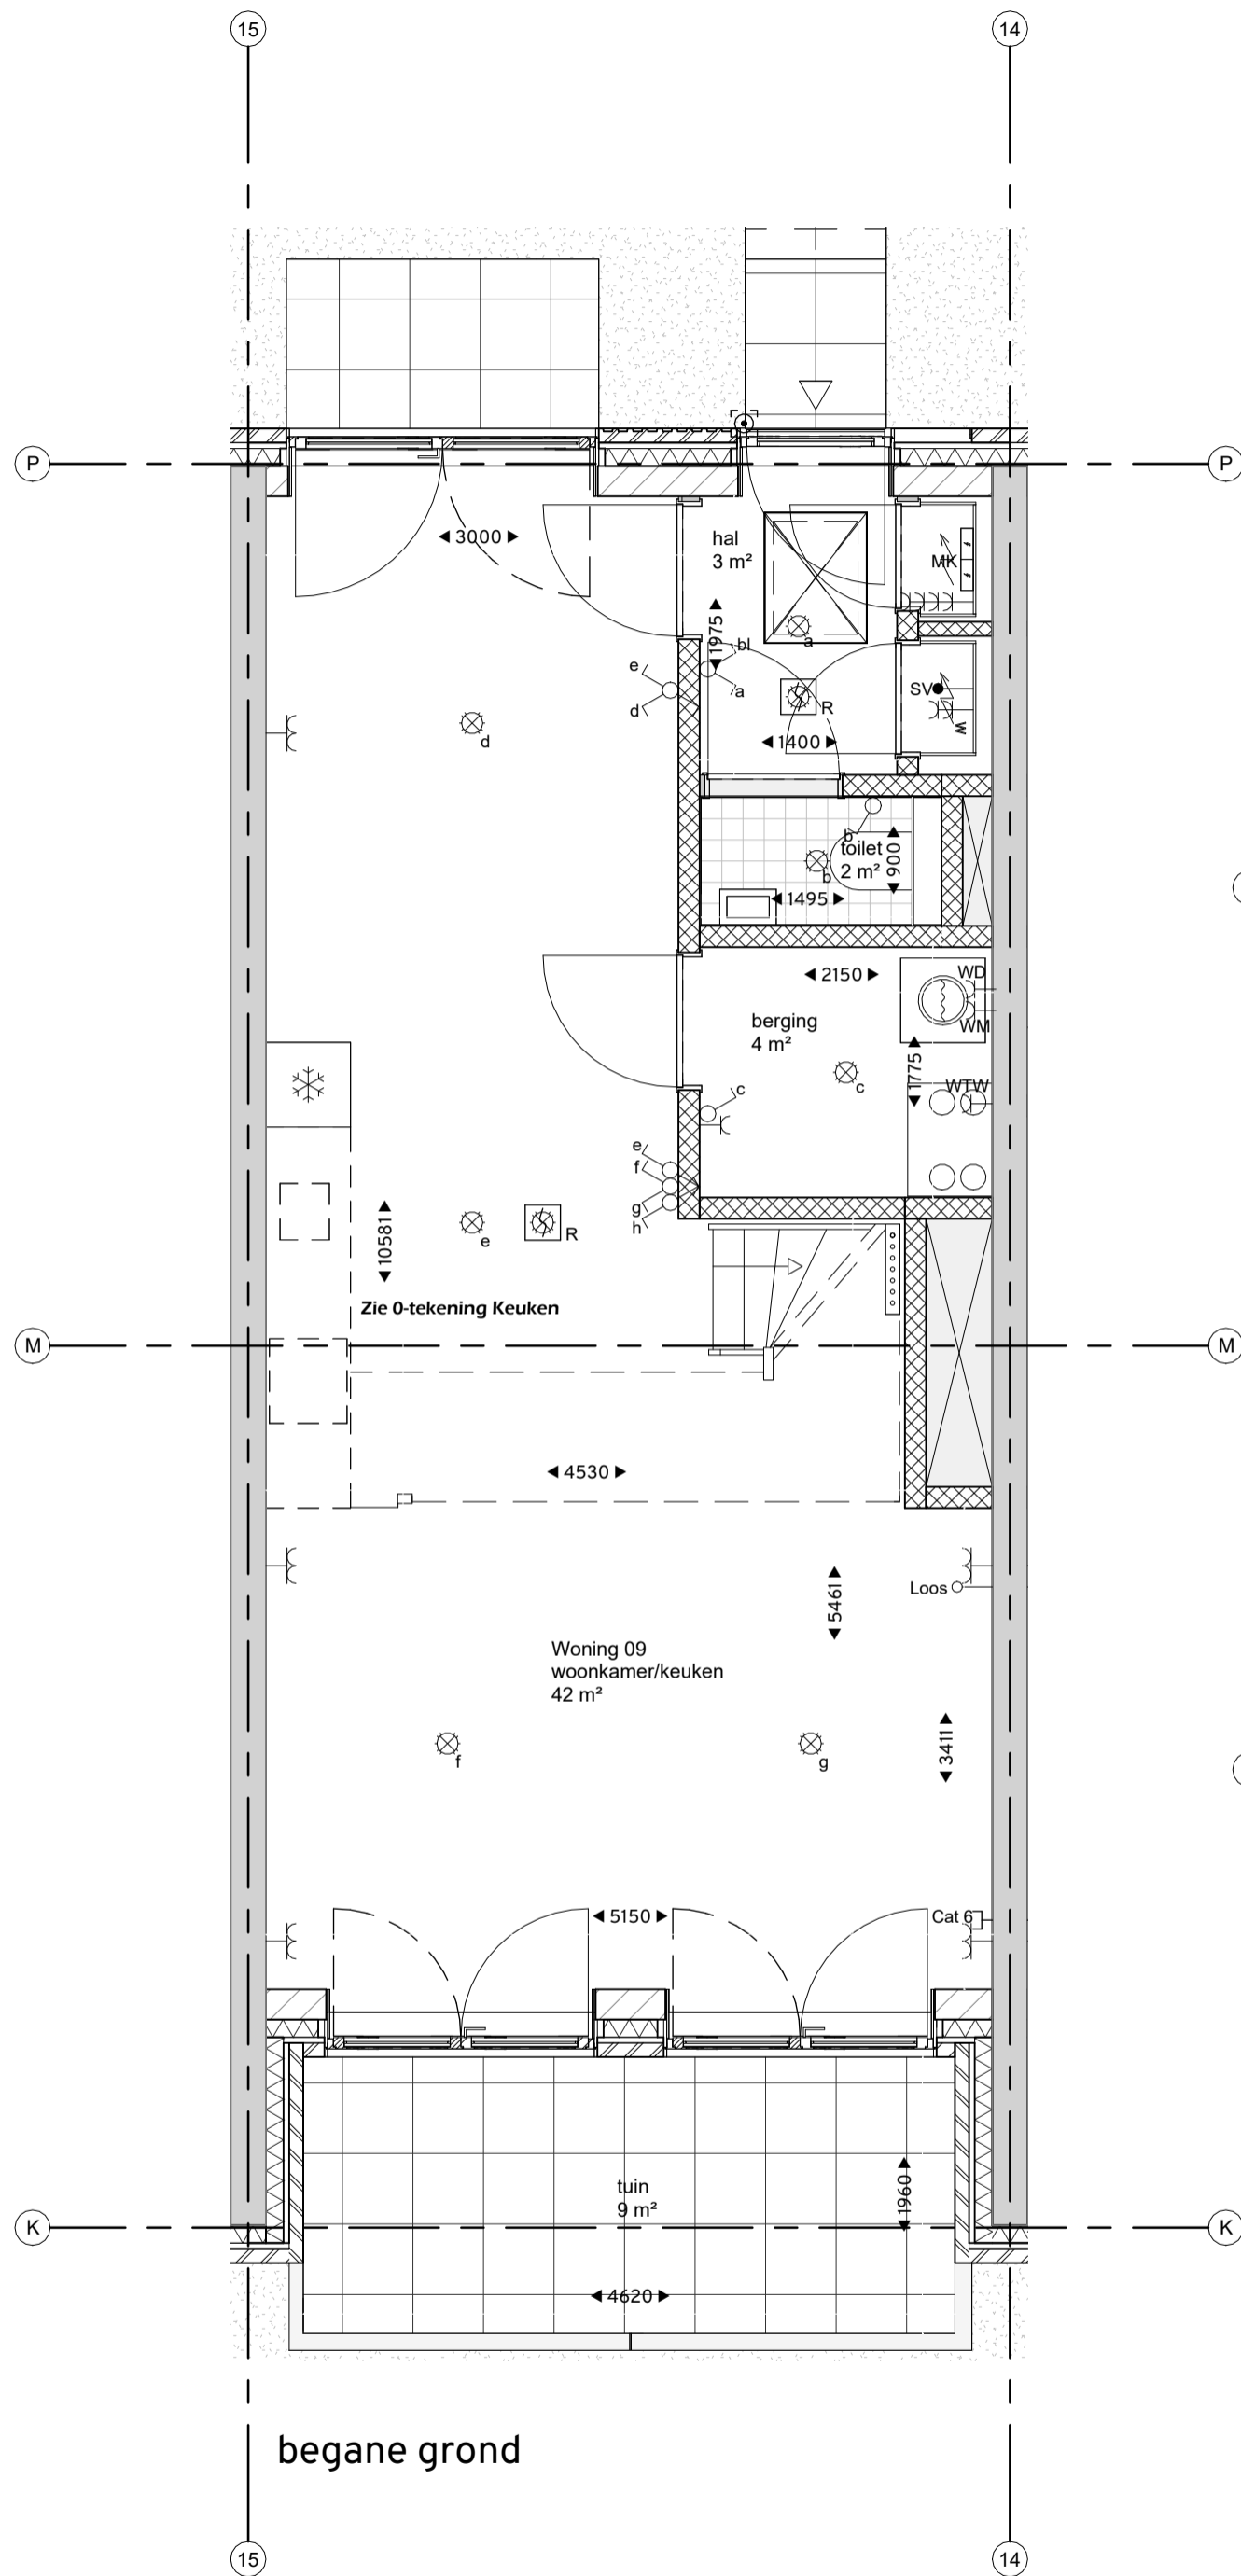 15
14
P
P
3000
hal
3 m²
MK
1975
a
bl
e
a
d
SV
R
W
d
1400
b
toilet
2 m²
900
b
1495
2150
WD
WM
berging
4 m²
1775
WTW
c
c
e
f
g
h
10581
e
R
Zie 0-tekening Keuken
M
M
4530
5461
Loos
Woning 09
woonkamer/keuken
42 m²
3411
f
g
5150
Cat 6
tuin
9 m²
1960
K
K
4620
begane grond
15
14